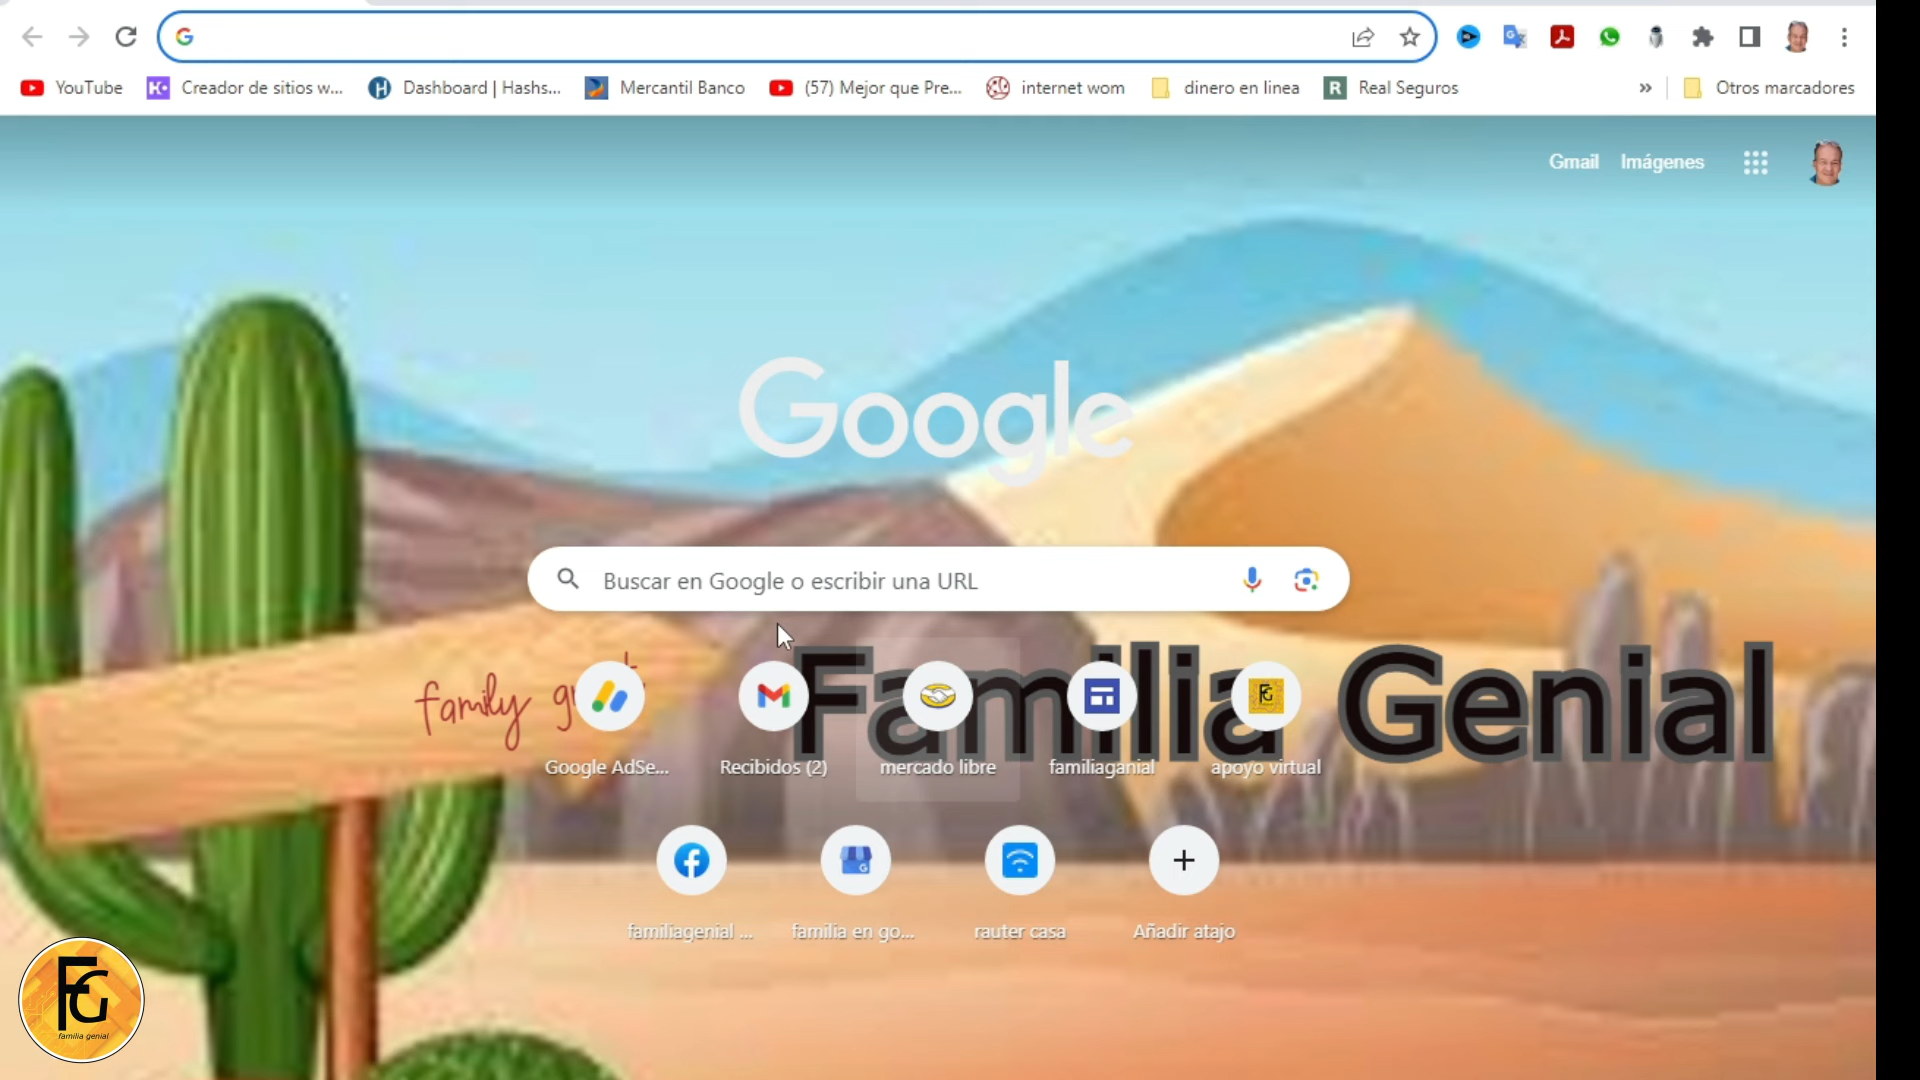 YouTube
Creador de sitios w...
Dashboard | Hashs...
Mercantil Banco
(57) Mejor que Pre...
internet wom
dinero en linea
Real Seguros
Otros marcadores
Gmail
Imágenes
Google
Buscar en Google o escribir una URL
family
Familia Genial
Google AdSe...
Recibidos (2)
mercado libre
familiaganial
apoyo virtual
familiagenial ...
familia en go...
rauter casa
Añadir atajo
FG
familia genial